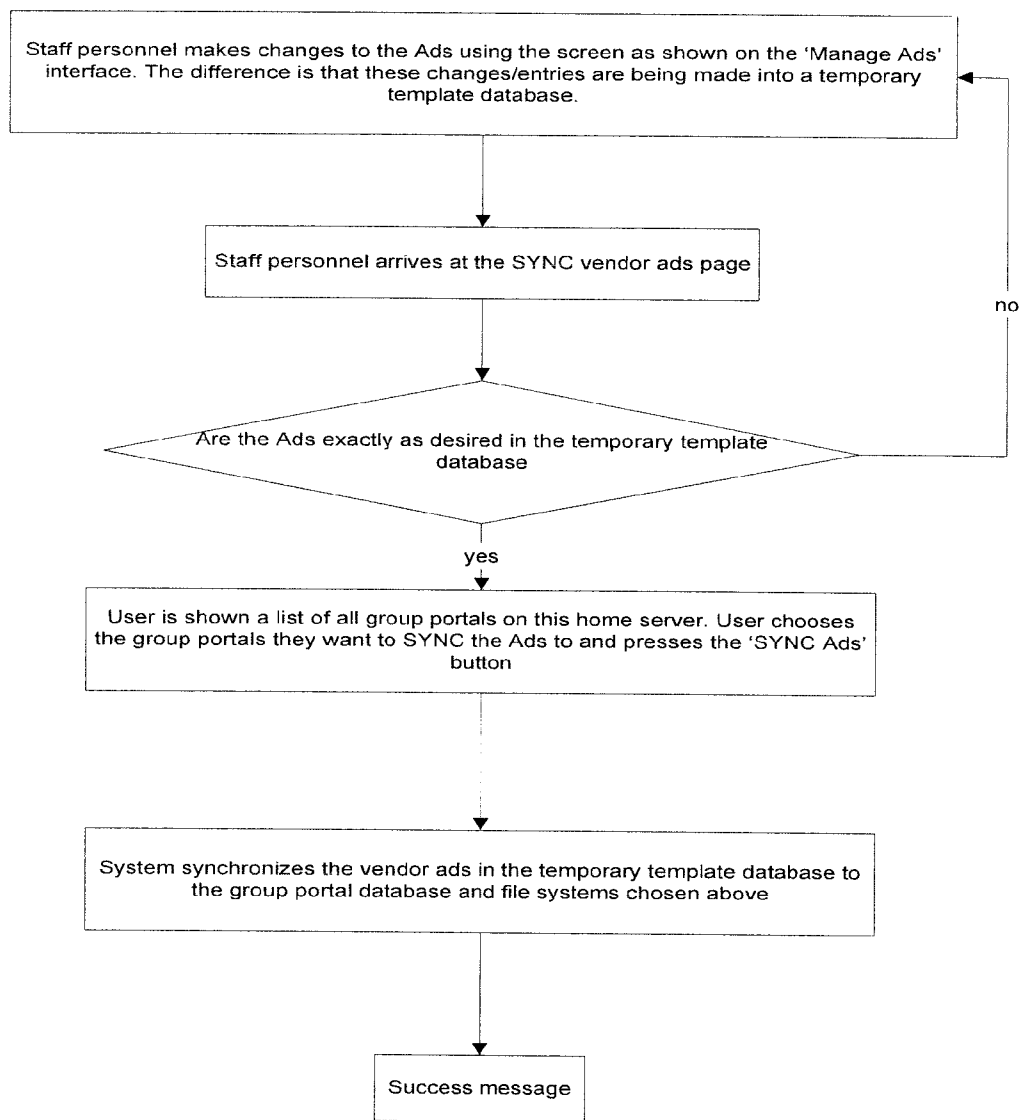 Staff personnel makes changes to the Ads using the screen as shown on the ‘Manage Ads’
interface. The difference is that these changes/entries are being made into a temporary
template database.
Staff personnel arrives at the SYNC vendor ads page
no
Are the Ads exactly as desired in the temporary template
database
yes
User is shown a list of all group portals on this home server. User chooses
the group portals they want to SYNC the Ads to and presses the ‘SYNC Ads’
button
System synchronizes the vendor ads in the temporary template database to
the group portal database and file systems chosen above
Success message